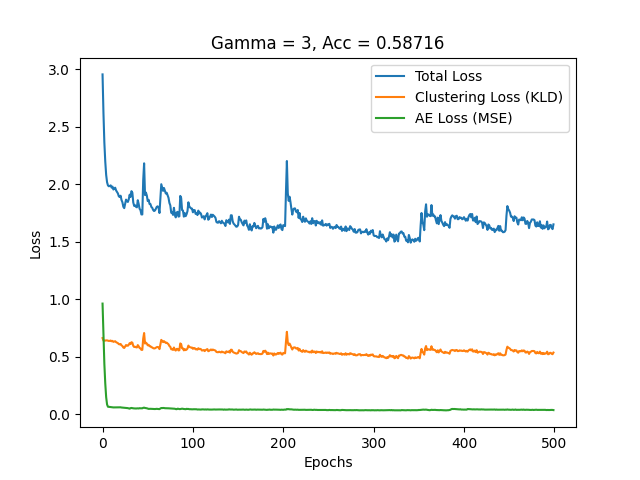 Gamma = 3, Acc = 0.58716
Total Loss
Clustering Loss (KLD)
AE Loss (MSE)
3.0
2.5
2.0
1.5
1.0
0.5
0.0
Loss
0 100 200 300 400 500
Epochs